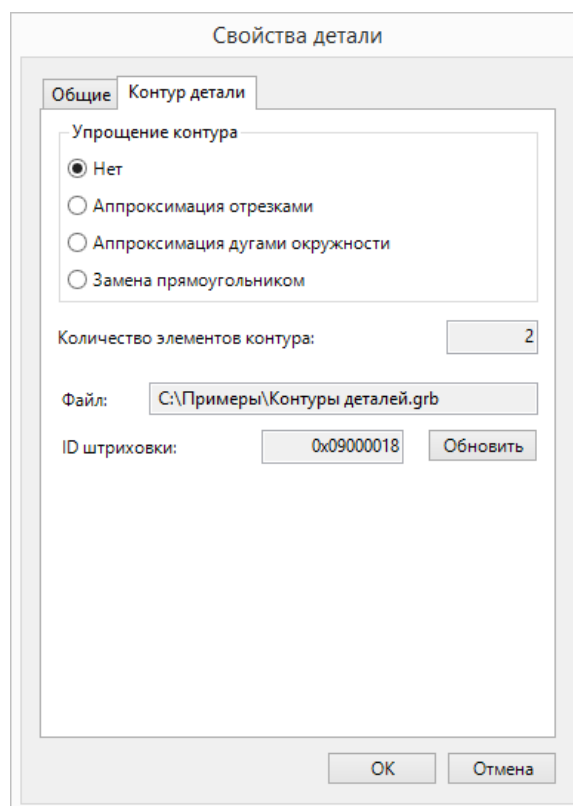 Свойства детали
Общие Контур детали
Упрощение контура
Нет
Аппроксимация отрезками
Аппроксимация дугами окружности
Замена прямоугольником
Количество элементов контура: 2
Файл: C:\Примеры\Контуры деталей.grb
ID штриховки: 0x09000018 Обновить
ОК Отмена